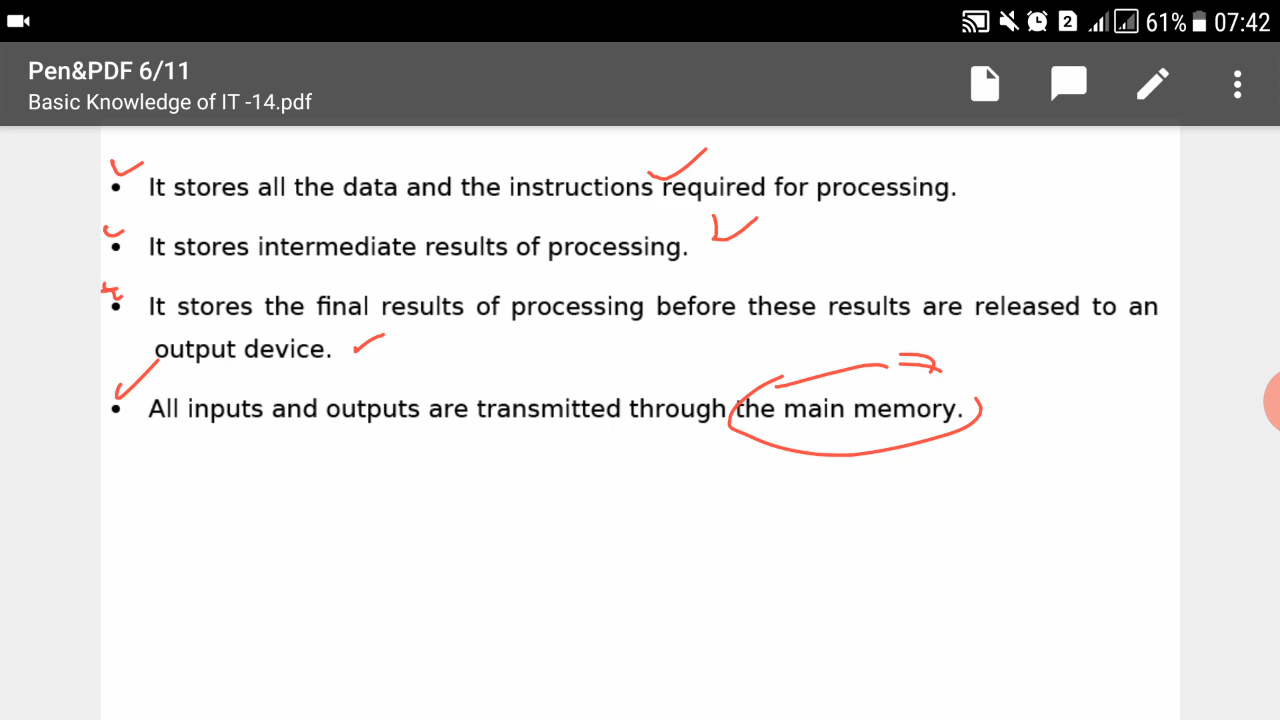 2 61% 07:42
Pen&PDF 6/11
Basic Knowledge of IT -14.pdf
• It stores all the data and the instructions required for processing.
• It stores intermediate results of processing.
• It stores the final results of processing before these results are released to an
output device.
• All inputs and outputs are transmitted through the main memory.